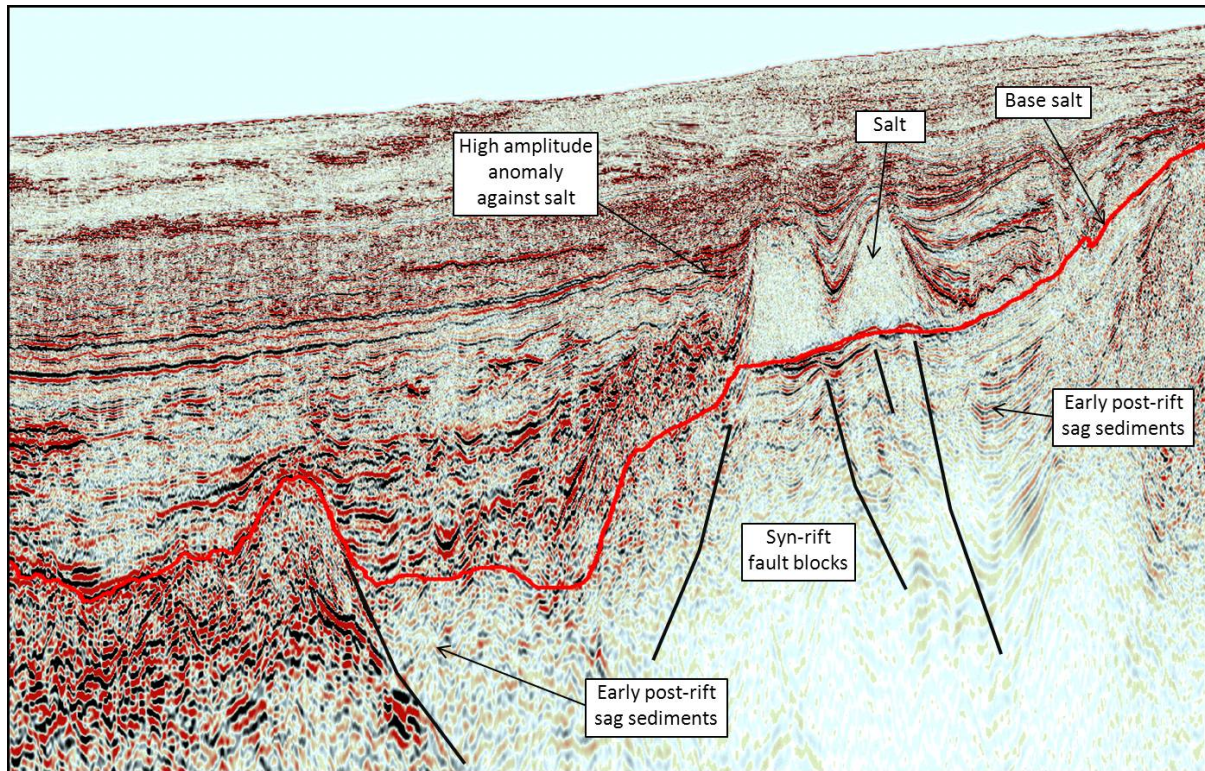 Base salt
Salt
High amplitude
anomaly
against salt
Early post-rift
sag sediments
Syn-rift
fault blocks
Early post-rift
sag sediments